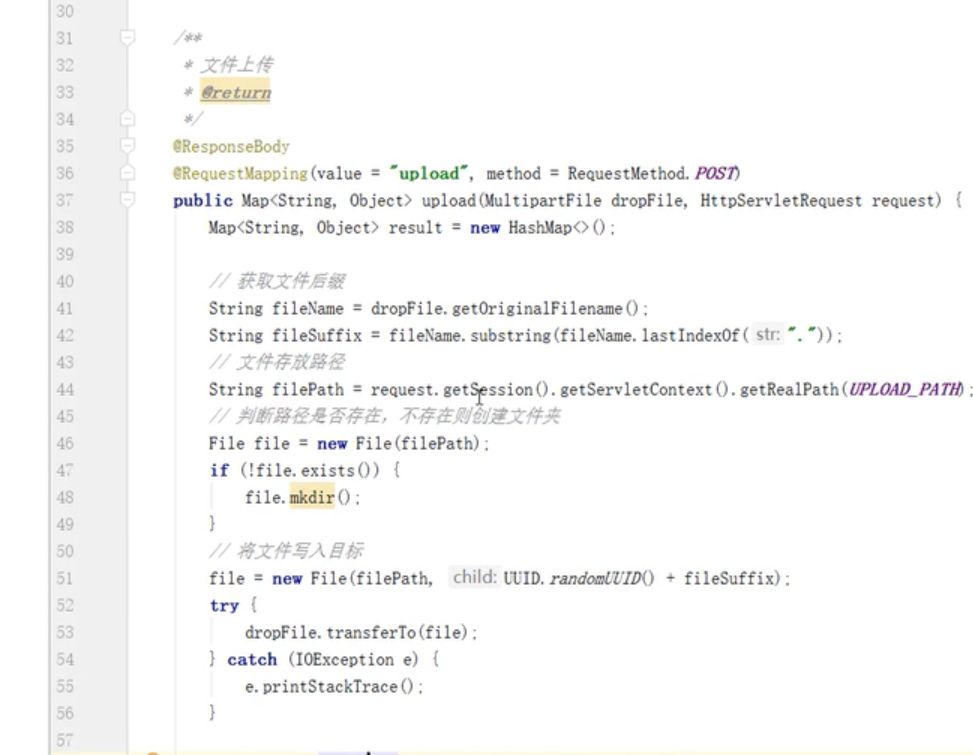 30
31 /**
32 * 文件上传
33 * @return
34 */
35 @ResponseBody
36 @RequestMapping(value = "upload", method = RequestMethod.POST)
37 public Map<String, Object> upload(MultipartFile dropFile, HttpServletRequest request) {
38 Map<String, Object> result = new HashMap<>();
39
40 // 获取文件后缀
41 String fileName = dropFile.getOriginalFilename();
42 String fileSuffix = fileName.substring(fileName.lastIndexOf( str: "."));
43 // 文件存放路径
44 String filePath = request.getSession().getServletContext().getRealPath(UPLOAD_PATH);
45 // 判断路径是否存在，不存在则创建文件夹
46 File file = new File(filePath);
47 if (!file.exists()) {
48 file.mkdir();
49 }
50 // 将文件写入目标
51 file = new File(filePath, child: UUID.randomUUID() + fileSuffix);
52 try {
53 dropFile.transferTo(file);
54 } catch (IOException e) {
55 e.printStackTrace();
56 }
57